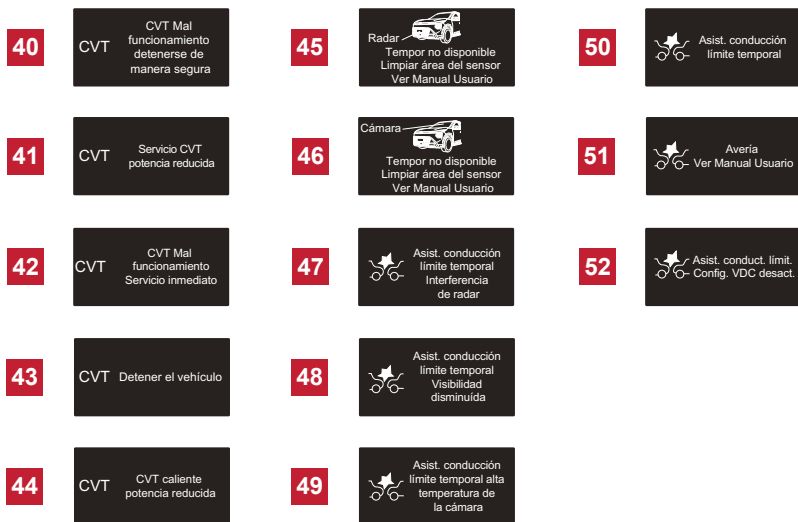 40
CVT
CVT Mal
funcionamiento
detenerse de
manera segura
41
CVT
Servicio CVT
potencia reducida
42
CVT
CVT Mal
funcionamiento
Servicio inmediato
43
CVT
Detener el vehículo
44
CVT
CVT caliente
potencia reducida
45
Radar
Tempor no disponible
Limpiar área del sensor
Ver Manual Usuario
46
Cámara
Tempor no disponible
Limpiar área del sensor
Ver Manual Usuario
47
Asist. conducción
límite temporal
Interferencia
de radar
48
Asist. conducción
límite temporal
Visibilidad
disminuída
49
Asist. conducción
límite temporal alta
temperatura de
la cámara
50
Asist. conducción
límite temporal
51
Avería
Ver Manual Usuario
52
Asist. conduct. límit.
Config. VDC desact.